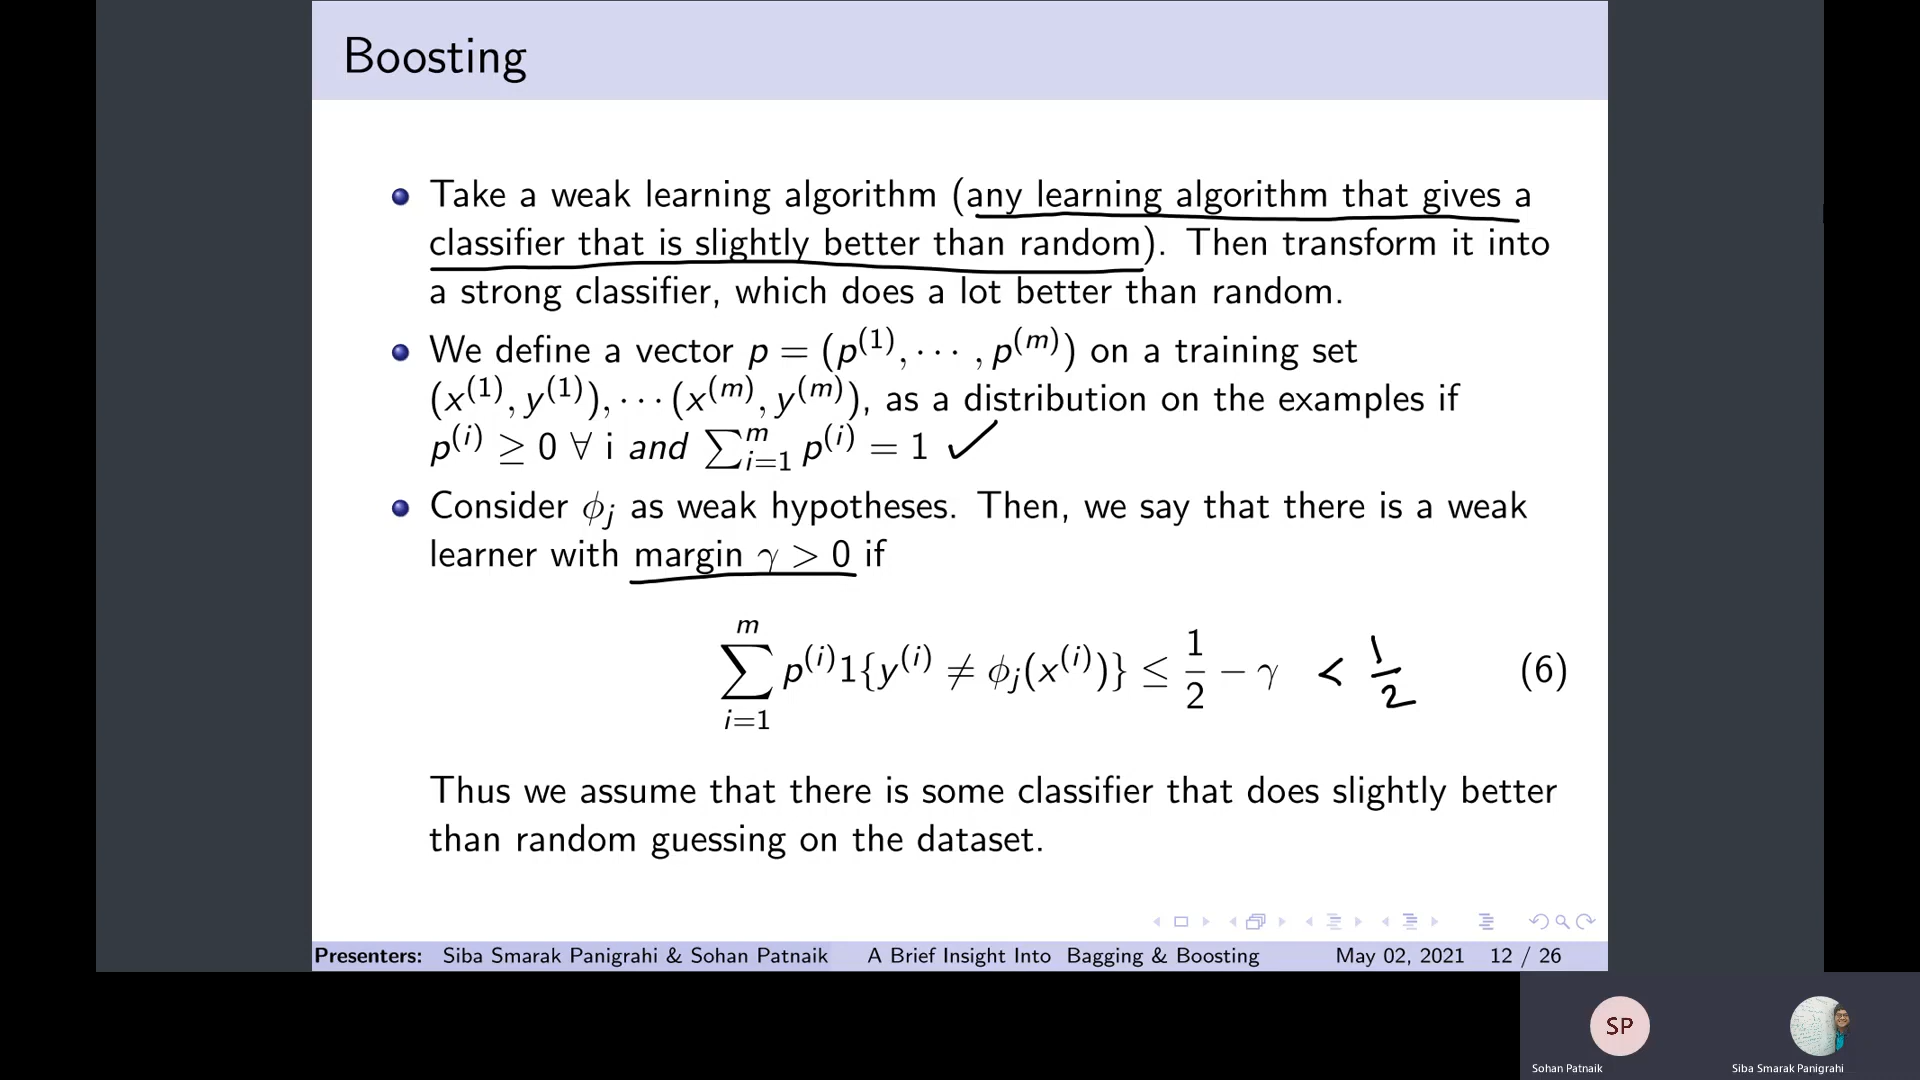 Boosting
Take a weak learning algorithm (any learning algorithm that gives a
classifier that is slightly better than random). Then transform it into
a strong classifier, which does a lot better than random.
We define a vector p = (p^(1), ⋯ , p^(m)) on a training set
(x^(1), y^(1)), ⋯ (x^(m), y^(m)), as a distribution on the examples if
p^(i) ≥ 0 ∀ i and ∑_{i=1}^{m} p^(i) = 1 ✓
Consider ϕ_j as weak hypotheses. Then, we say that there is a weak
learner with margin γ > 0 if
∑_{i=1}^{m} p^(i) 1{y^(i) ≠ ϕ_j(x^(i))} ≤ 1/2 − γ < 1/2 (6)
Thus we assume that there is some classifier that does slightly better
than random guessing on the dataset.
Presenters: Siba Smarak Panigrahi & Sohan Patnaik A Brief Insight Into Bagging & Boosting May 02, 2021 12 / 26
SP
Sohan Patnaik Siba Smarak Panigrahi